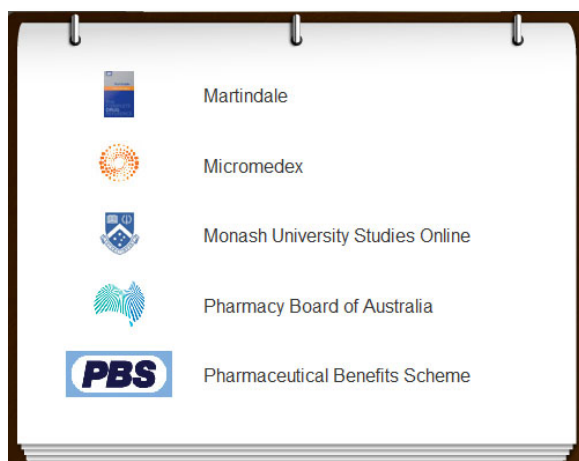 Martindale
Micromedex
Monash University Studies Online
Pharmacy Board of Australia
PBS
Pharmaceutical Benefits Scheme